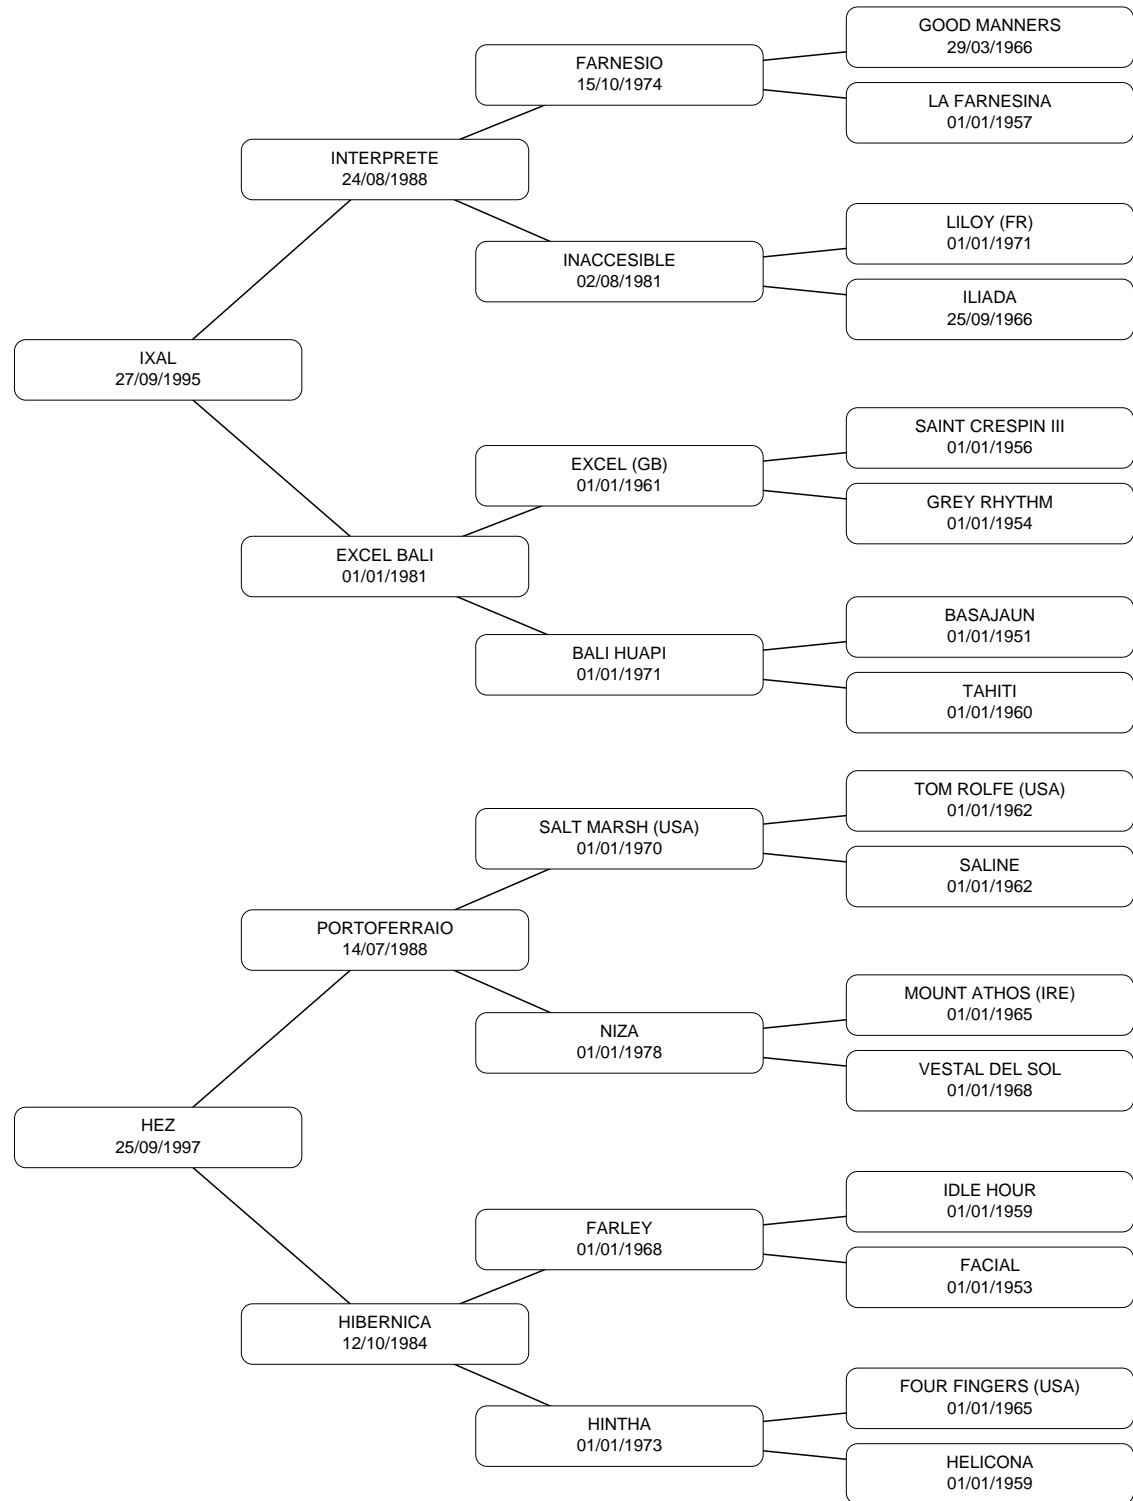 GOOD MANNERS
29/03/1966
FARNESIO
15/10/1974
LA FARNESINA
01/01/1957
INTERPRETE
24/08/1988
LILOY (FR)
01/01/1971
INACCESIBLE
02/08/1981
ILIADA
25/09/1966
IXAL
27/09/1995
SAINT CRESPIN III
01/01/1956
EXCEL (GB)
01/01/1961
GREY RHYTHM
01/01/1954
EXCEL BALI
01/01/1981
BASAJAUN
01/01/1951
BALI HUAPI
01/01/1971
TAHITI
01/01/1960
TOM ROLFE (USA)
01/01/1962
SALT MARSH (USA)
01/01/1970
SALINE
01/01/1962
PORTOFERRAIO
14/07/1988
MOUNT ATHOS (IRE)
01/01/1965
NIZA
01/01/1978
VESTAL DEL SOL
01/01/1968
HEZ
25/09/1997
IDLE HOUR
01/01/1959
FARLEY
01/01/1968
FACIAL
01/01/1953
HIBERNICA
12/10/1984
FOUR FINGERS (USA)
01/01/1965
HINTHA
01/01/1973
HELICONA
01/01/1959